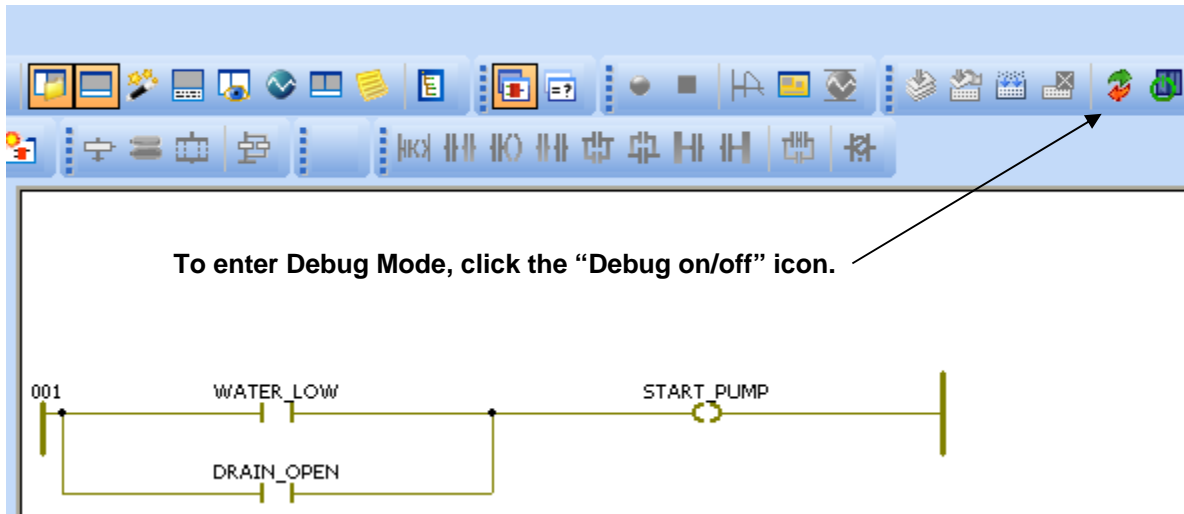 =?
To enter Debug Mode, click the “Debug on/off” icon.
001 WATER_LOW START_PUMP
DRAIN_OPEN